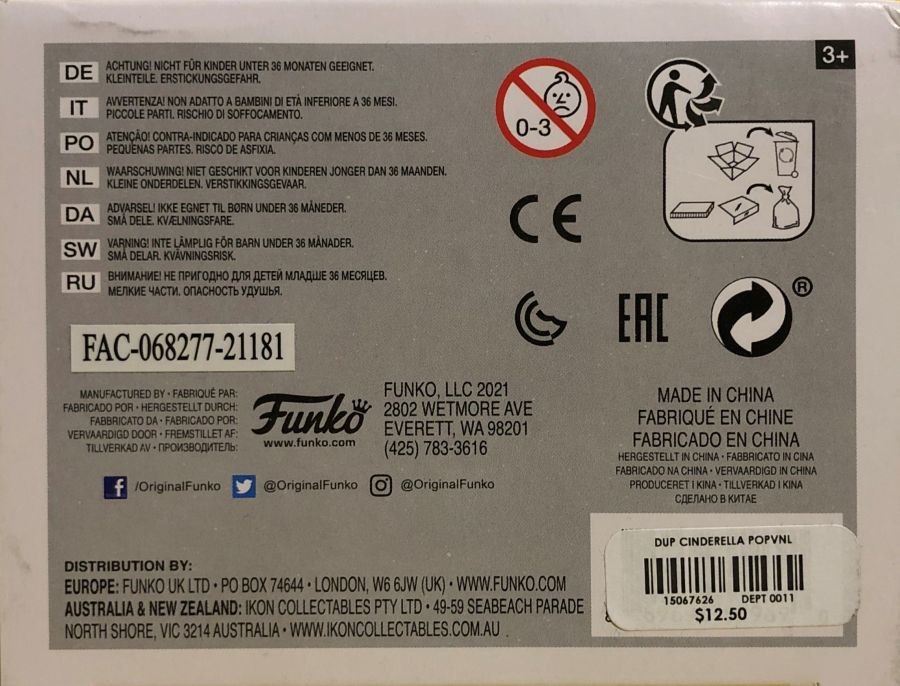 3+
DE ACHTUNG! NICHT FÜR KINDER UNTER 36 MONATEN GEEIGNET.
KLEINTEILE. ERSTICKUNGSGEFAHR.
IT AVVERTENZA! NON ADATTO A BAMBINI DI ETÀ INFERIORE A 36 MESI.
PICCOLE PARTI. RISCHIO DI SOFFOCAMENTO.
PO ATENÇÃO! CONTRA-INDICADO PARA CRIANÇAS COM MENOS DE 36 MESES.
PEQUENAS PARTES. RISCO DE ASFIXIA.
NL WAARSCHUWING! NIET GESCHIKT VOOR KINDEREN JONGER DAN 36 MAANDEN.
KLEINE ONDERDELEN. VERSTIKKINGSGEVAAR.
DA ADVARSEL! IKKE EGNET TIL BØRN UNDER 36 MÅNEDER.
SMÅ DELE. KVÆLNINGSFARE.
SW VARNING! INTE LÄMPLIG FÖR BARN UNDER 36 MÅNADER.
SMÅ DELAR. KVÄVNINGSRISK.
RU ВНИМАНИЕ! НЕ ПРИГОДНО ДЛЯ ДЕТЕЙ МЛАДШЕ 36 МЕСЯЦЕВ.
МЕЛКИЕ ЧАСТИ. ОПАСНОСТЬ УДУШЬЯ.
0-3
CE
EAC
®
FAC-068277-21181
MANUFACTURED BY • FABRIQUÉ PAR:
FABRICADO POR • HERGESTELLT DURCH:
FABBRICATO DA • FABRICADO POR:
VERVAARDIGD DOOR • FREMSTILLET AF:
TILLVERKAD AV • ПРОИЗВОДИТЕЛЬ:
Funko
www.funko.com
FUNKO, LLC 2021
2802 WETMORE AVE
EVERETT, WA 98201
(425) 783-3616
MADE IN CHINA
FABRIQUÉ EN CHINE
FABRICADO EN CHINA
HERGESTELLT IN CHINA • FABBRICATO IN CINA
FABRICADO NA CHINA • VERVAARDIGD IN CHINA
PRODUCERET I KINA • TILLVERKAD I KINA
СДЕЛАНО В КИТАЕ
/OriginalFunko @OriginalFunko @OriginalFunko
DISTRIBUTION BY:
EUROPE: FUNKO UK LTD • PO BOX 74644 • LONDON, W6 6JW (UK) • WWW.FUNKO.COM
AUSTRALIA & NEW ZEALAND: IKON COLLECTABLES PTY LTD • 49-59 SEABEACH PARADE
NORTH SHORE, VIC 3214 AUSTRALIA • WWW.IKONCOLLECTABLES.COM.AU
DUP CINDERELLA POPVNL
15067626 DEPT 0011
$12.50